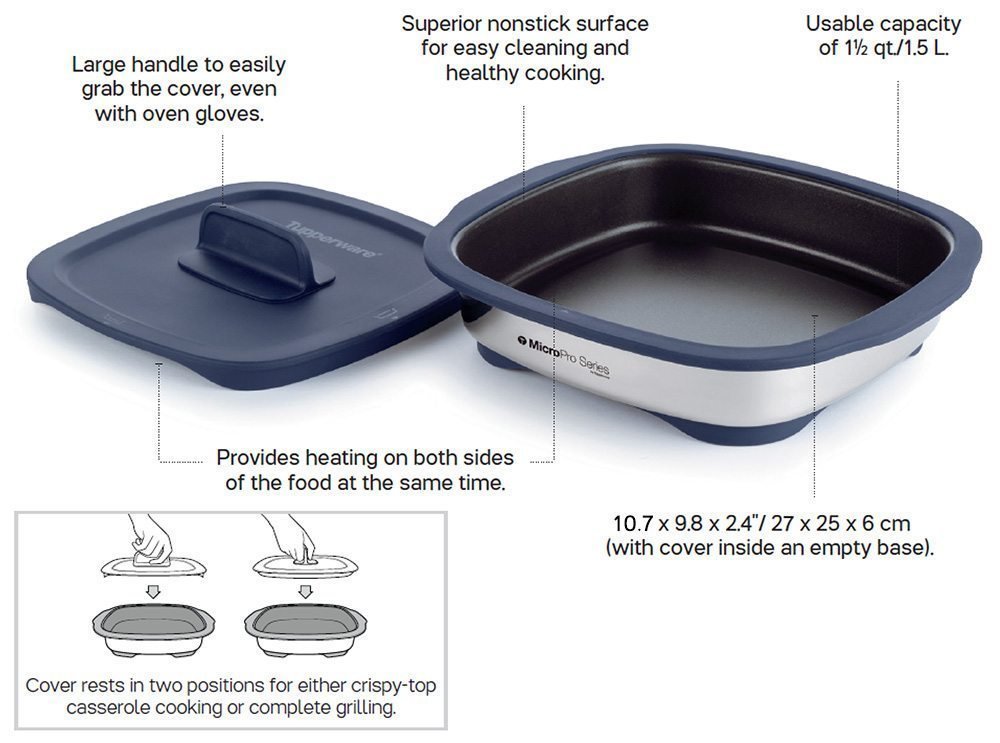 Superior nonstick surface
for easy cleaning and
healthy cooking.
Usable capacity
of 1½ qt./1.5 L.
Large handle to easily
grab the cover, even
with oven gloves.
Tupperware®
MicroPro Series
Provides heating on both sides
of the food at the same time.
10.7 x 9.8 x 2.4"/ 27 x 25 x 6 cm
(with cover inside an empty base).
Cover rests in two positions for either crispy-top
casserole cooking or complete grilling.